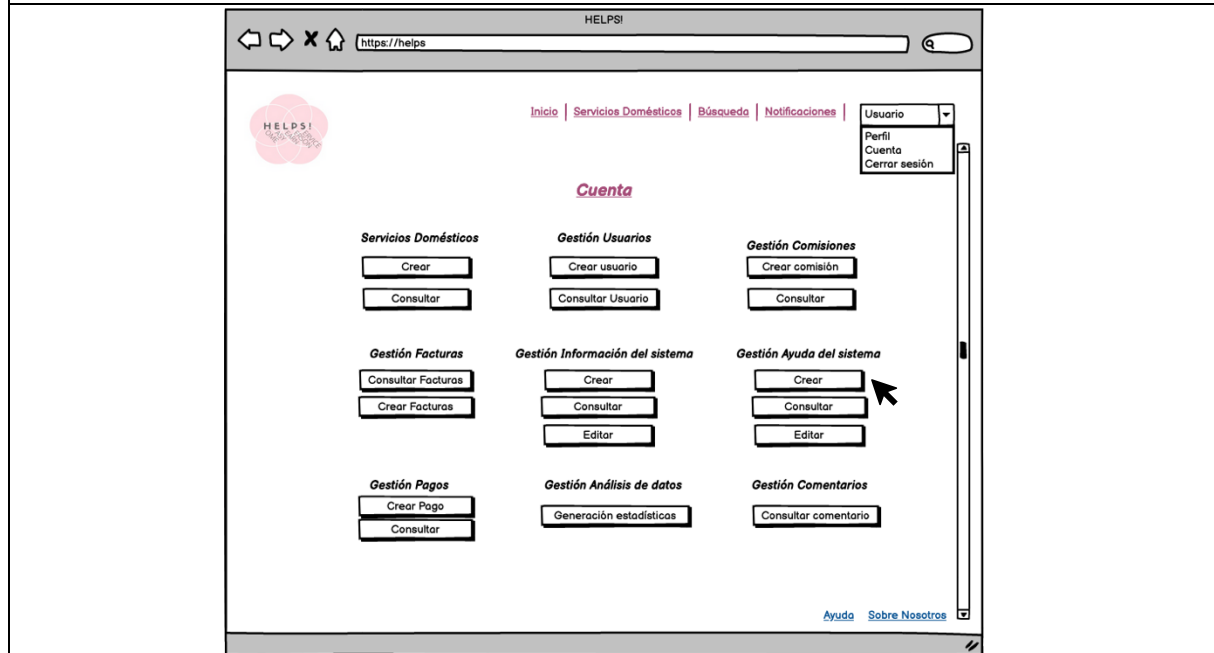 HELPS!
https://helps
HELPS!
Inicio | Servicios Domésticos | Búsqueda | Notificaciones |
Usuario
Perfil
Cuenta
Cerrar sesión
Cuenta
Servicios Domésticos
Crear
Consultar
Gestión Usuarios
Crear usuario
Consultar Usuario
Gestión Comisiones
Crear comisión
Consultar
Gestión Facturas
Consultar Facturas
Crear Facturas
Gestión Información del sistema
Crear
Consultar
Editar
Gestión Ayuda del sistema
Crear
Consultar
Editar
Gestión Pagos
Crear Pago
Consultar
Gestión Análisis de datos
Generación estadísticas
Gestión Comentarios
Consultar comentario
Ayuda Sobre Nosotros